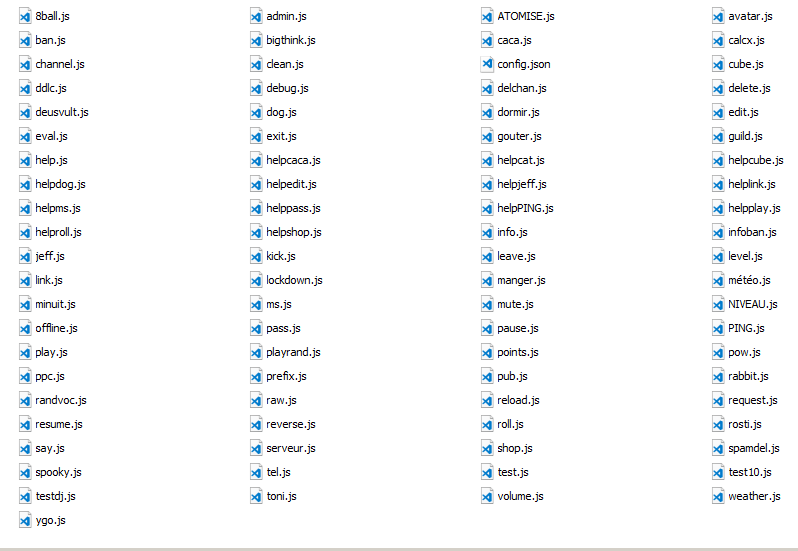 8ball.js admin.js ATOMISE.js avatar.js
ban.js bigthink.js caca.js calcx.js
channel.js clean.js config.json cube.js
ddlc.js debug.js delchan.js delete.js
deusvult.js dog.js dormir.js edit.js
eval.js exit.js gouter.js guild.js
help.js helpcaca.js helpcat.js helpcube.js
helpdog.js helpedit.js helpjeff.js helplink.js
helpms.js helppass.js helpPING.js helpplay.js
helproll.js helpshop.js info.js infoban.js
jeff.js kick.js leave.js level.js
link.js lockdown.js manger.js météo.js
minuit.js ms.js mute.js NIVEAU.js
offline.js pass.js pause.js PING.js
play.js playrand.js points.js pow.js
ppc.js prefix.js pub.js rabbit.js
randvoc.js raw.js reload.js request.js
resume.js reverse.js roll.js rosti.js
say.js serveur.js shop.js spamdel.js
spooky.js tel.js test.js test10.js
testdj.js toni.js volume.js weather.js
ygo.js